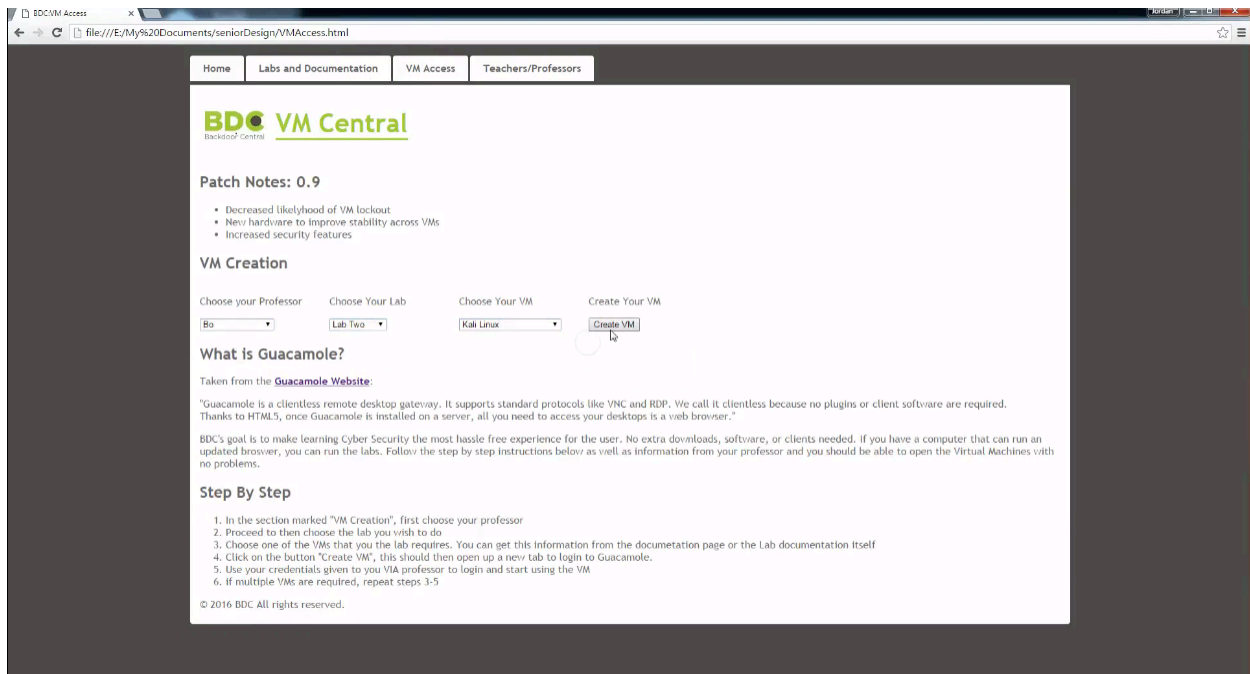 BDC:VM Access
Jordan
file:///E:/My%20Documents/seniorDesign/VMAccess.html
Home Labs and Documentation VM Access Teachers/Professors
BDC VM Central
Backdoor Central
Patch Notes: 0.9
• Decreased likelyhood of VM lockout
• New hardware to improve stability across VMs
• Increased security features
VM Creation
Choose your Professor Choose Your Lab Choose Your VM Create Your VM
Bo Lab Two Kali Linux Create VM
What is Guacamole?
Taken from the Guacamole Website:
"Guacamole is a clientless remote desktop gateway. It supports standard protocols like VNC and RDP. We call it clientless because no plugins or client software are required.
Thanks to HTML5, once Guacamole is installed on a server, all you need to access your desktops is a web browser."
BDC's goal is to make learning Cyber Security the most hassle free experience for the user. No extra downloads, software, or clients needed. If you have a computer that can run an
updated broswer, you can run the labs. Follow the step by step instructions below as well as information from your professor and you should be able to open the Virtual Machines with
no problems.
Step By Step
1. In the section marked "VM Creation", first choose your professor
2. Proceed to then choose the lab you wish to do
3. Choose one of the VMs that you the lab requires. You can get this information from the documetation page or the Lab documentation itself
4. Click on the button "Create VM", this should then open up a new tab to login to Guacamole.
5. Use your credentials given to you VIA professor to login and start using the VM
6. If multiple VMs are required, repeat steps 3-5
© 2016 BDC All rights reserved.